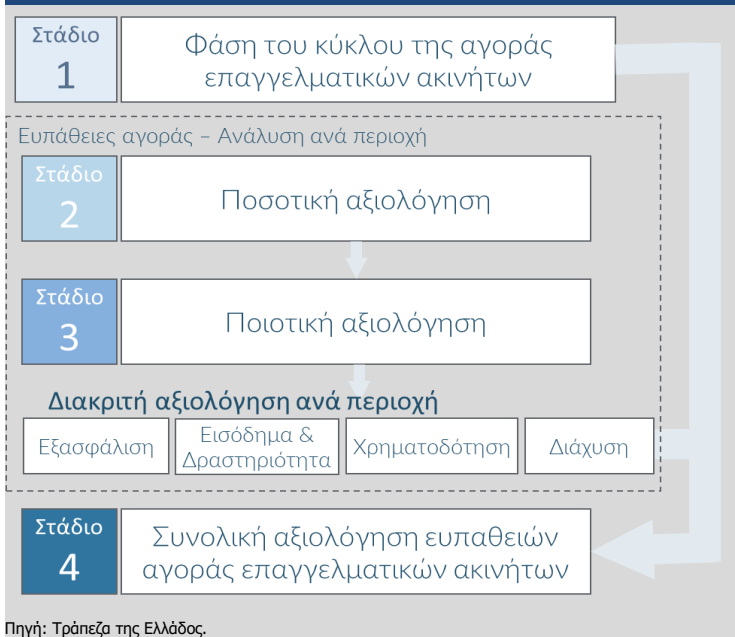 Στάδιο
1
Φάση του κύκλου της αγοράς
επαγγελματικών ακινήτων
Ευπάθειες αγοράς – Ανάλυση ανά περιοχή
Στάδιο
2
Ποσοτική αξιολόγηση
Στάδιο
3
Ποιοτική αξιολόγηση
Διακριτή αξιολόγηση ανά περιοχή
Εξασφάλιση
Εισόδημα &
Δραστηριότητα
Χρηματοδότηση
Διάχυση
Στάδιο
4
Συνολική αξιολόγηση ευπαθειών
αγοράς επαγγελματικών ακινήτων
Πηγή: Τράπεζα της Ελλάδος.